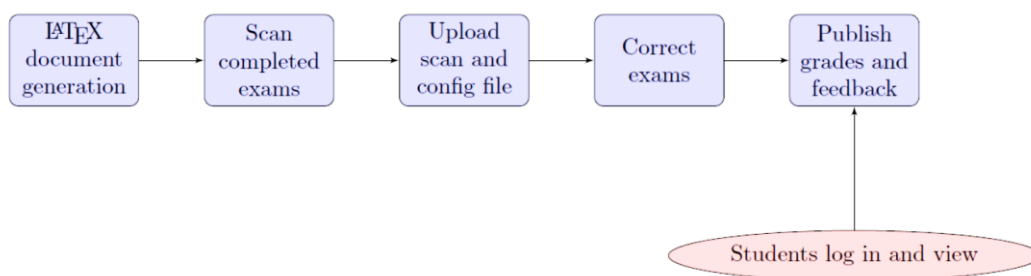 LATEX
document
generation
Scan
completed
exams
Upload
scan and
config file
Correct
exams
Publish
grades and
feedback
Students log in and view